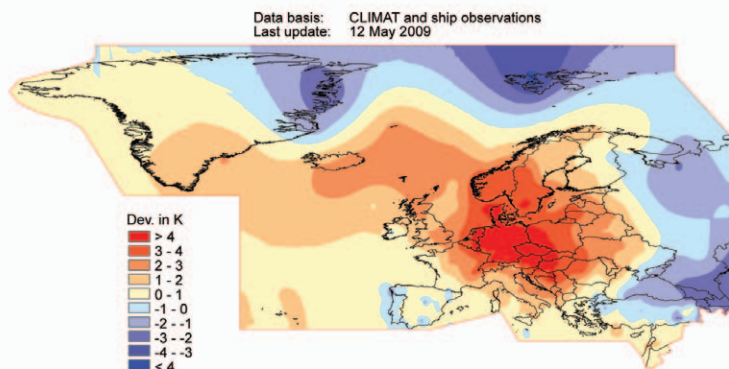 Data basis: CLIMAT and ship observations
Last update: 12 May 2009
Dev. in K
> 4
3 - 4
2 - 3
1 - 2
0 - 1
-1 - 0
-2 - -1
-3 - -2
-4 - -3
< 4